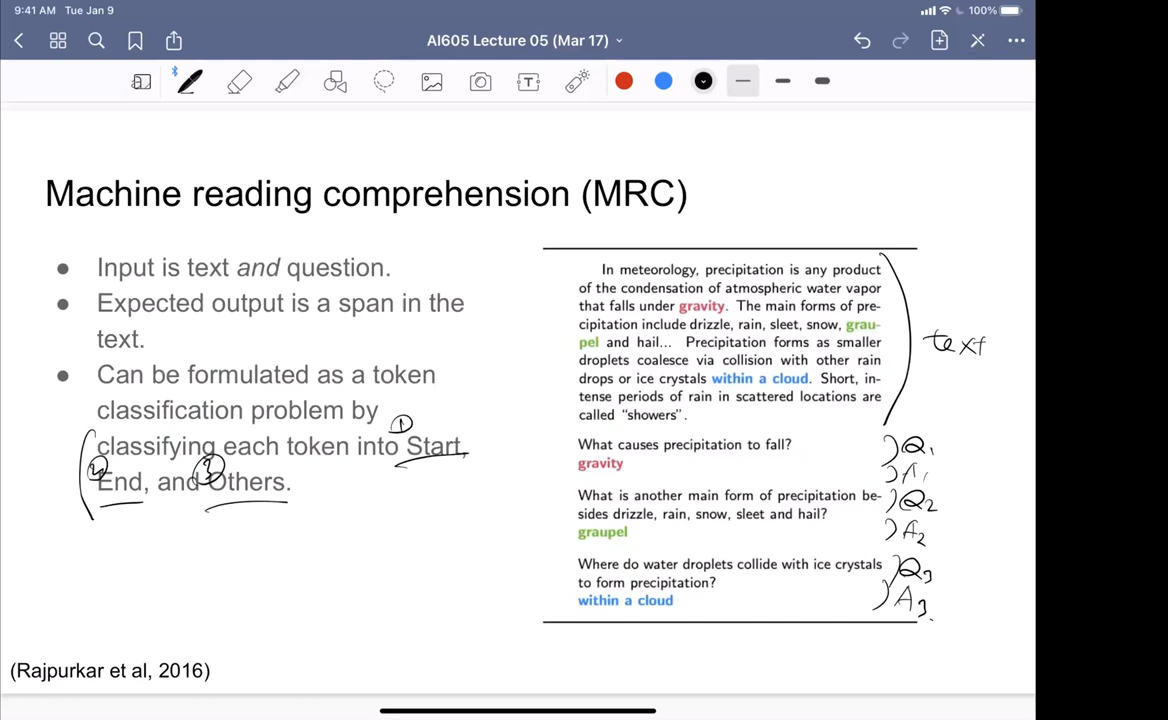 9:41 AM Tue Jan 9
100%
AI605 Lecture 05 (Mar 17)
T
Machine reading comprehension (MRC)
Input is text and question.
Expected output is a span in the
text.
Can be formulated as a token
classification problem by
1
classifying each token into Start,
2 3
End, and Others.
In meteorology, precipitation is any product
of the condensation of atmospheric water vapor
that falls under gravity. The main forms of pre-
cipitation include drizzle, rain, sleet, snow, grau-
pel and hail... Precipitation forms as smaller
droplets coalesce via collision with other rain
drops or ice crystals within a cloud. Short, in-
tense periods of rain in scattered locations are
called “showers”.
text
What causes precipitation to fall?
Q1
gravity
A1
What is another main form of precipitation be-
sides drizzle, rain, snow, sleet and hail?
Q2
graupel
A2
Where do water droplets collide with ice crystals
to form precipitation?
Q3
within a cloud
A3.
(Rajpurkar et al, 2016)